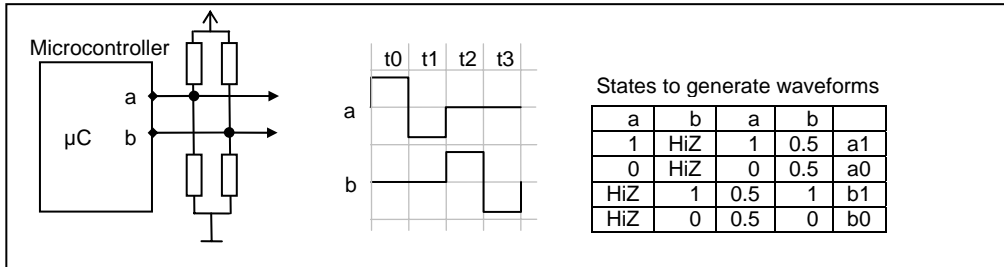 Microcontroller
a
b
µC
t0 t1 t2 t3
a
b
States to generate waveforms
a b a b
1 HiZ 1 0.5 a1
0 HiZ 0 0.5 a0
HiZ 1 0.5 1 b1
HiZ 0 0.5 0 b0